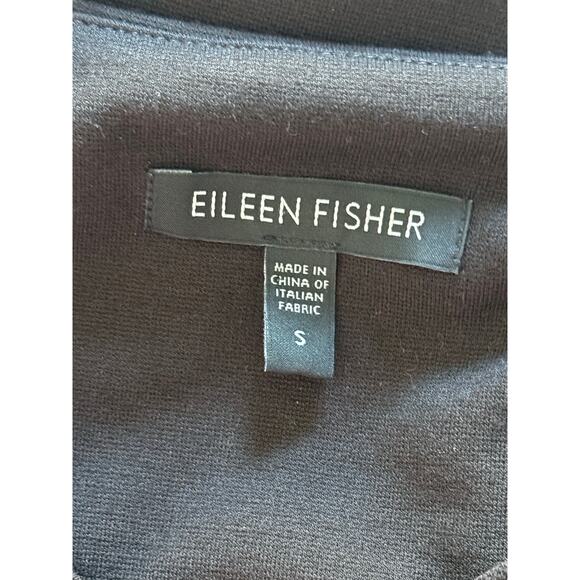 EILEEN FISHER
MADE IN
CHINA OF
ITALIAN
FABRIC
S